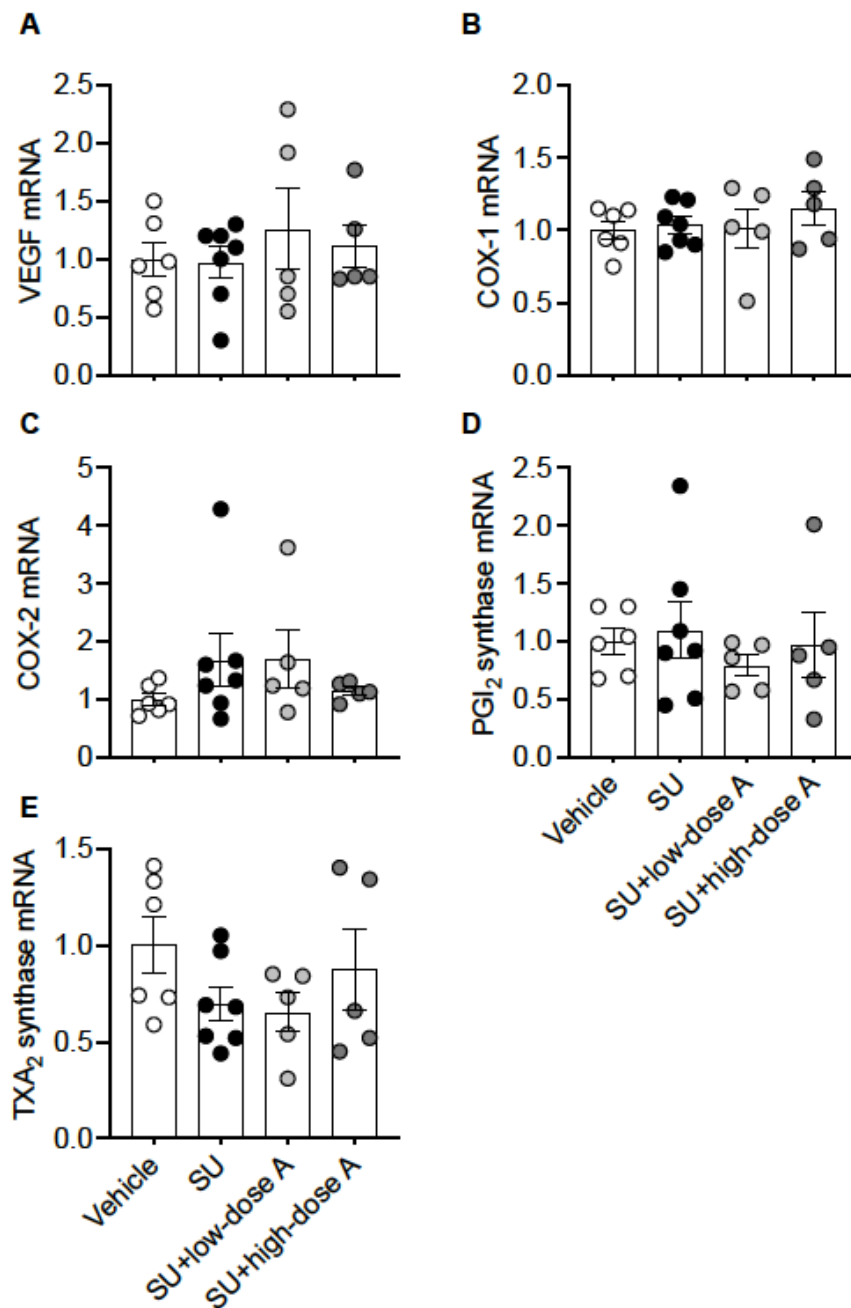 A
VEGF mRNA
2.5
2.0
1.5
1.0
0.5
0.0
B
COX-1 mRNA
2.0
1.5
1.0
0.5
0.0
C
COX-2 mRNA
5
4
3
2
1
0
D
PGI₂ synthase mRNA
2.5
2.0
1.5
1.0
0.5
0.0
Vehicle
SU
SU+low-dose A
SU+high-dose A
E
TXA₂ synthase mRNA
1.5
1.0
0.5
0.0
Vehicle
SU
SU+low-dose A
SU+high-dose A